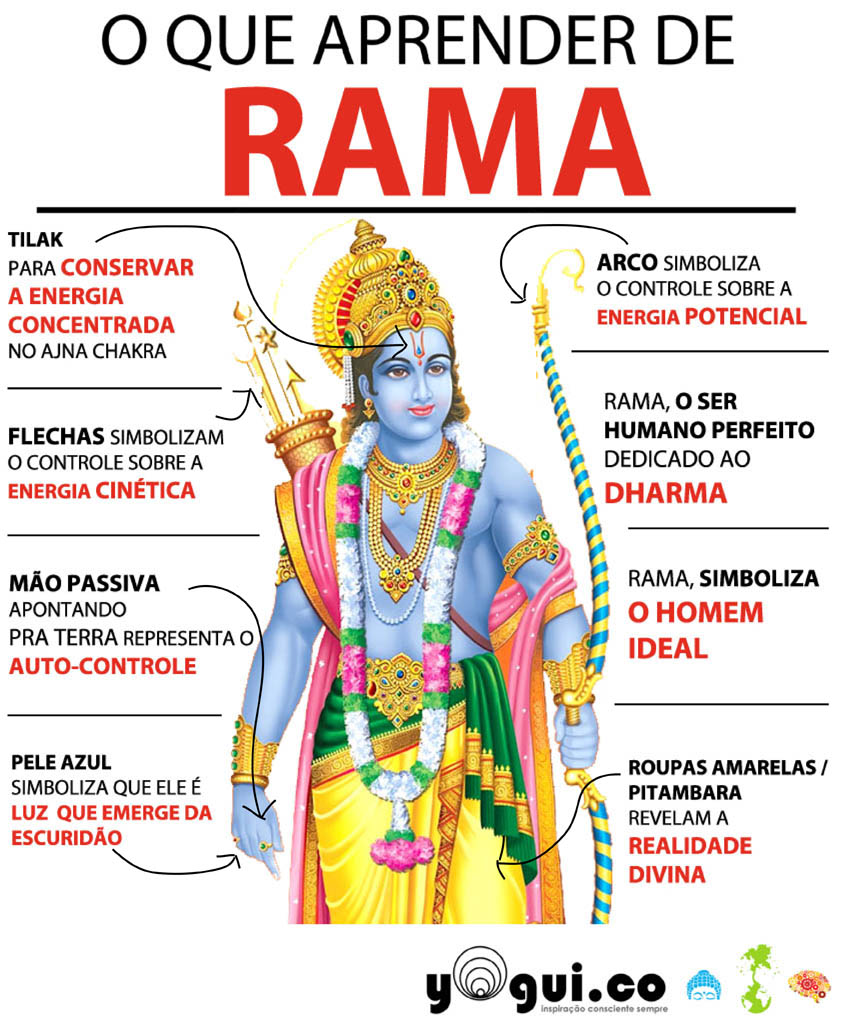 O QUE APRENDER DE
RAMA
TILAK
PARA CONSERVAR
A ENERGIA
CONCENTRADA
NO AJNA CHAKRA
FLECHAS SIMBOLIZAM
O CONTROLE SOBRE A
ENERGIA CINÉTICA
MÃO PASSIVA
APONTANDO
PRA TERRA REPRESENTA O
AUTO-CONTROLE
PELE AZUL
SIMBOLIZA QUE ELE É
LUZ QUE EMERGE DA
ESCURIDÃO
ARCO SIMBOLIZA
O CONTROLE SOBRE A
ENERGIA POTENCIAL
RAMA, O SER
HUMANO PERFEITO
DEDICADO AO
DHARMA
RAMA, SIMBOLIZA
O HOMEM
IDEAL
ROUPAS AMARELAS /
PITAMBARA
REVELAM A
REALIDADE
DIVINA
yogui.co
inspiração consciente sempre